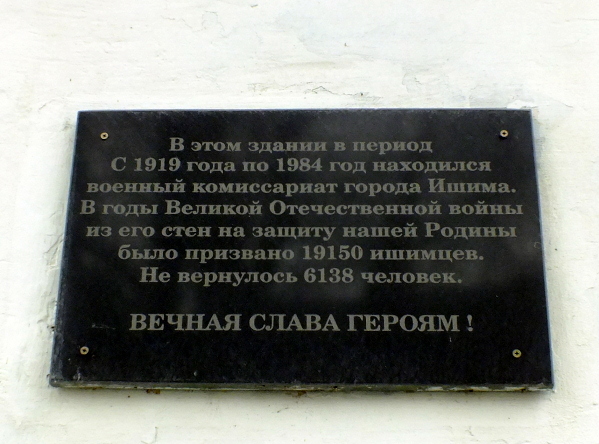 В этом здании в период
С 1919 года по 1984 год находился
военный комиссариат города Ишима.
В годы Великой Отечественной войны
из его стен на защиту нашей Родины
было призвано 19150 ишимцев.
Не вернулось 6138 человек.
ВЕЧНАЯ СЛАВА ГЕРОЯМ !